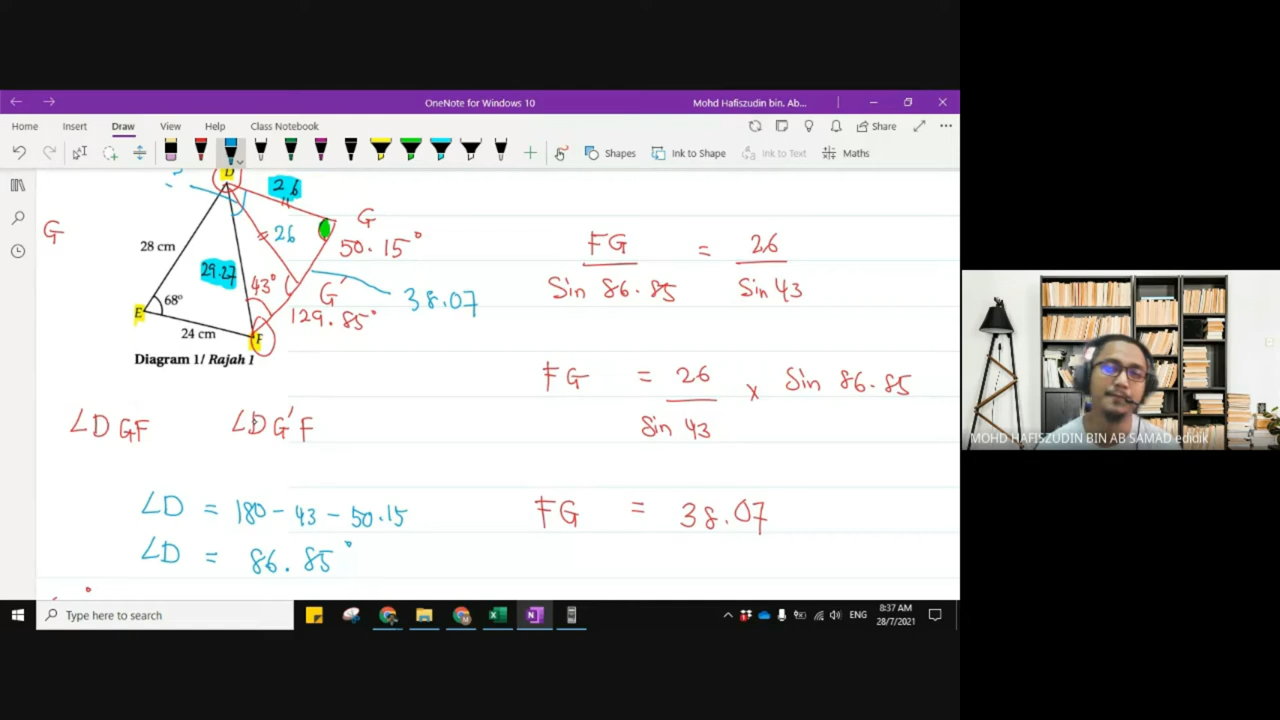 OneNote for Windows 10
Mohd Hafiszudin bin. Ab...
Home Insert Draw View Help Class Notebook
Share
Shapes Ink to Shape Ink to Text Maths
D
26
G
G
26
50.15°
28 cm
29.27
43°
G'
38.07
68°
E
129.85°
24 cm
F
Diagram 1/ Rajah 1
FG = 26
Sin 86.85 Sin 43
FG = 26 x Sin 86.85
Sin 43
∠DGF ∠DG'F
∠D = 180 - 43 - 50.15
FG = 38.07
∠D = 86.85°
MOHD HAFISZUDIN BIN AB SAMAD edidik
Type here to search
ENG
8:37 AM
28/7/2021